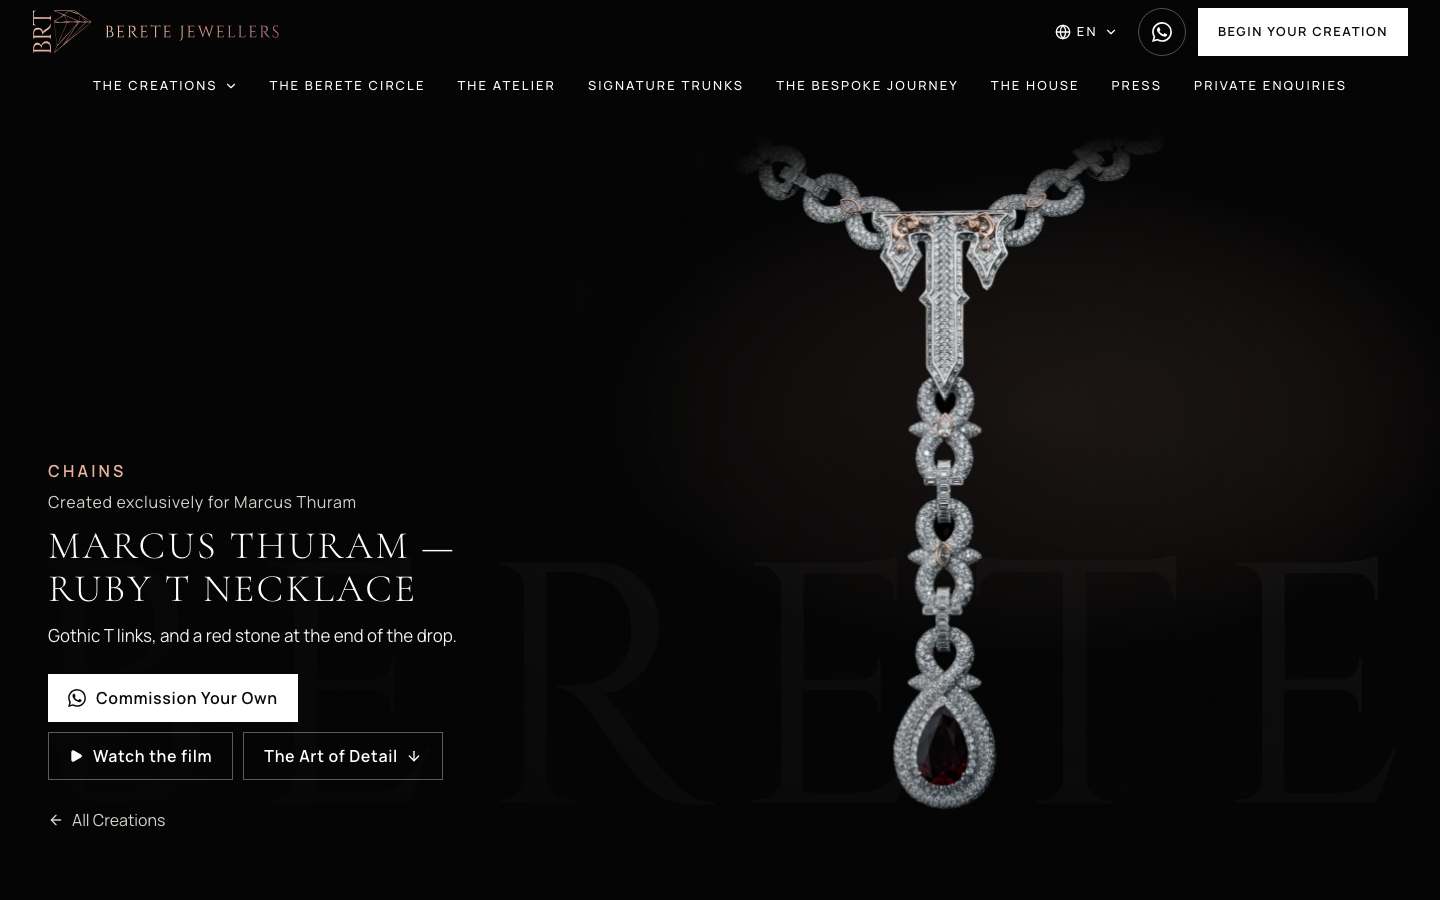 BRT
BERETE JEWELLERS
EN
BEGIN YOUR CREATION
THE CREATIONS
THE BERETE CIRCLE
THE ATELIER
SIGNATURE TRUNKS
THE BESPOKE JOURNEY
THE HOUSE
PRESS
PRIVATE ENQUIRIES
CHAINS
Created exclusively for Marcus Thuram
MARCUS THURAM —
RUBY T NECKLACE
Gothic T links, and a red stone at the end of the drop.
Commission Your Own
Watch the film
The Art of Detail
All Creations
BERETE